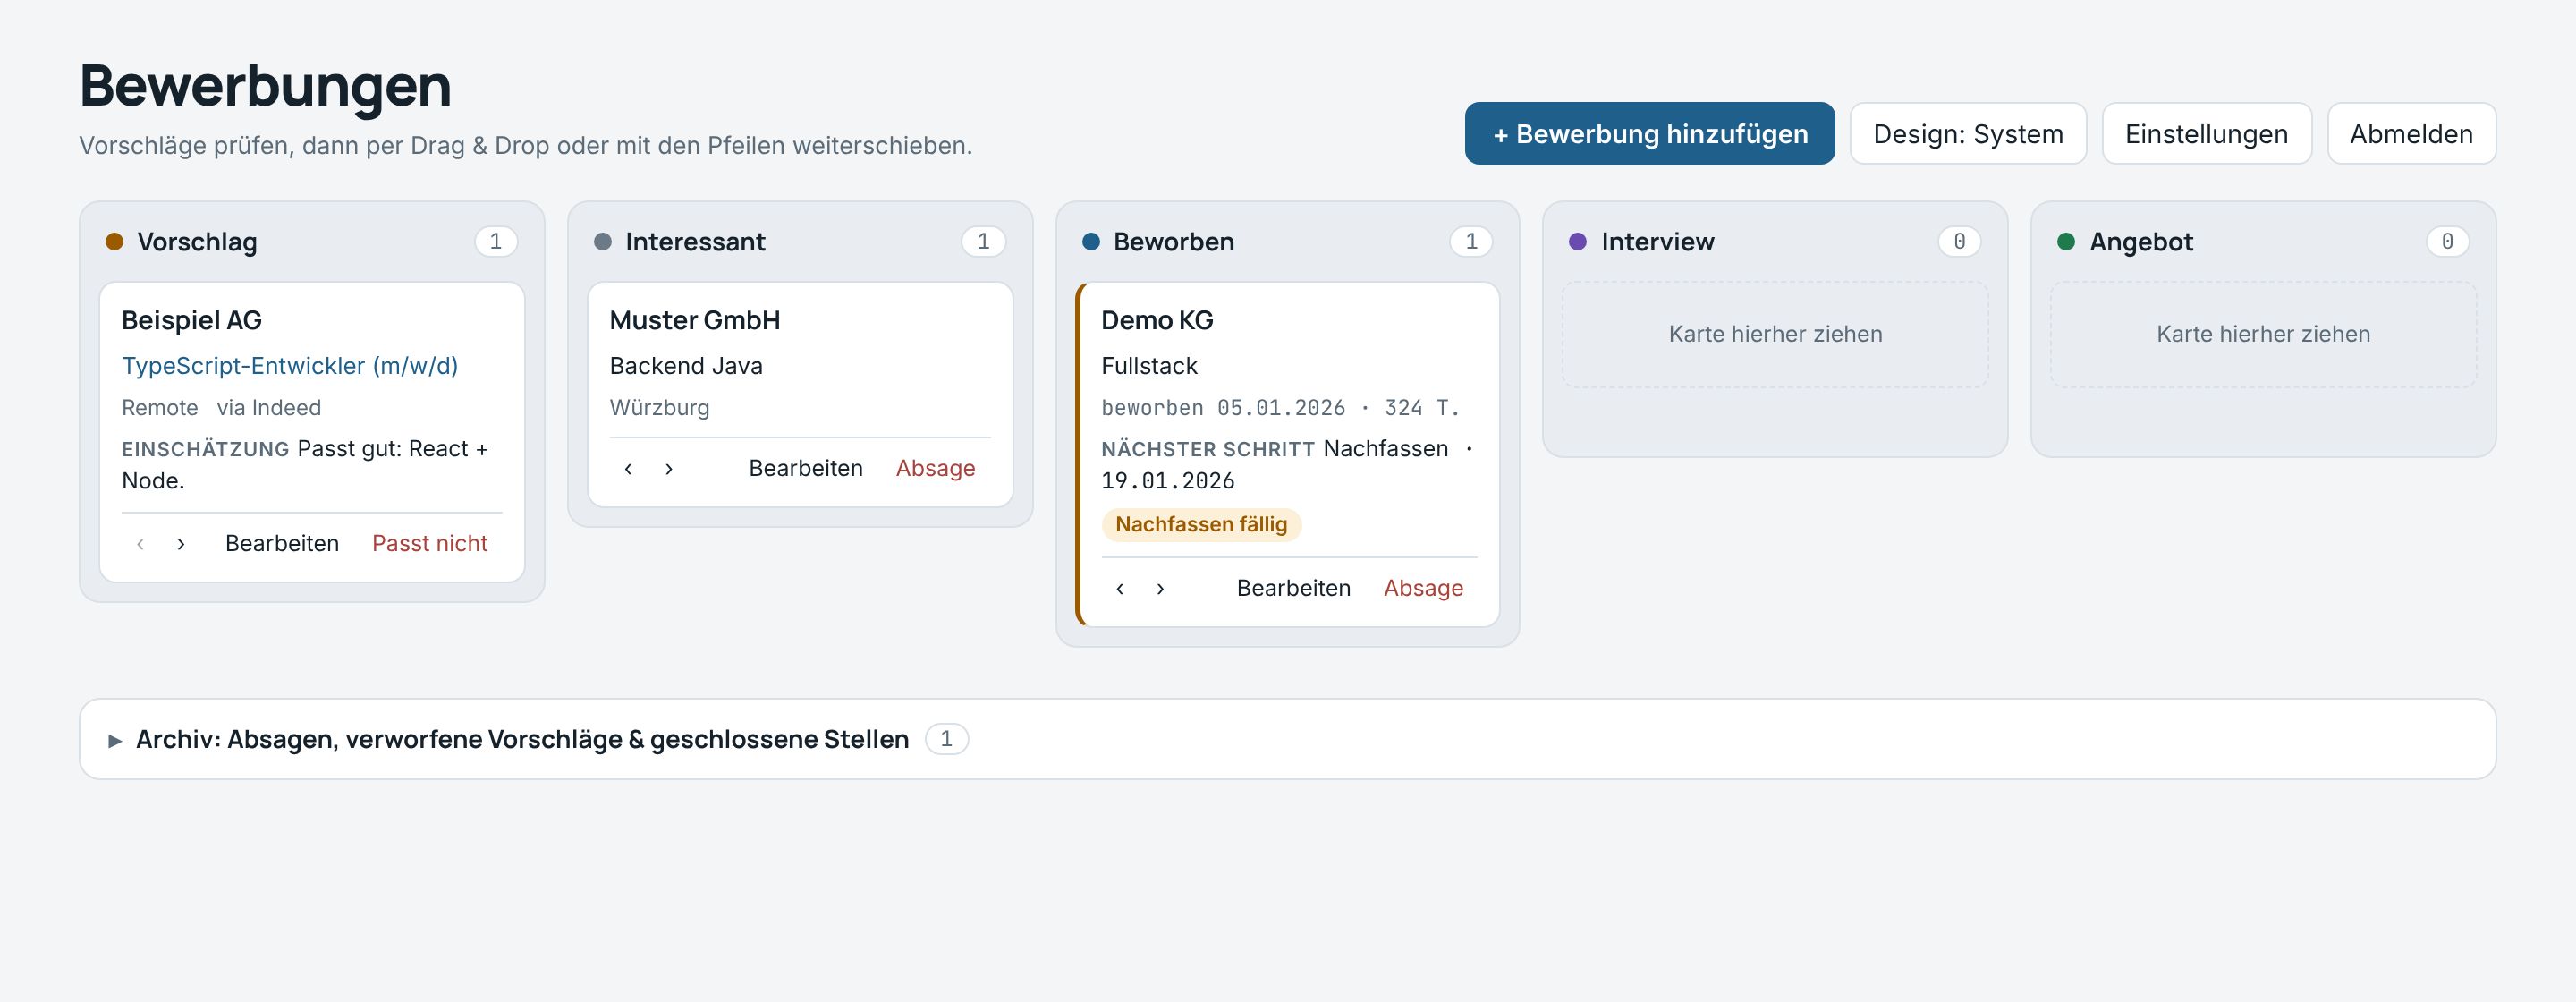 Bewerbungen
Vorschläge prüfen, dann per Drag & Drop oder mit den Pfeilen weiterschieben.
+ Bewerbung hinzufügen
Design: System
Einstellungen
Abmelden
Vorschlag 1
Beispiel AG
TypeScript-Entwickler (m/w/d)
Remote via Indeed
EINSCHÄTZUNG Passt gut: React +
Node.
‹ › Bearbeiten Passt nicht
Interessant 1
Muster GmbH
Backend Java
Würzburg
‹ › Bearbeiten Absage
Beworben 1
Demo KG
Fullstack
beworben 05.01.2026 · 324 T.
NÄCHSTER SCHRITT Nachfassen ·
19.01.2026
Nachfassen fällig
‹ › Bearbeiten Absage
Interview 0
Karte hierher ziehen
Angebot 0
Karte hierher ziehen
▸ Archiv: Absagen, verworfene Vorschläge & geschlossene Stellen 1